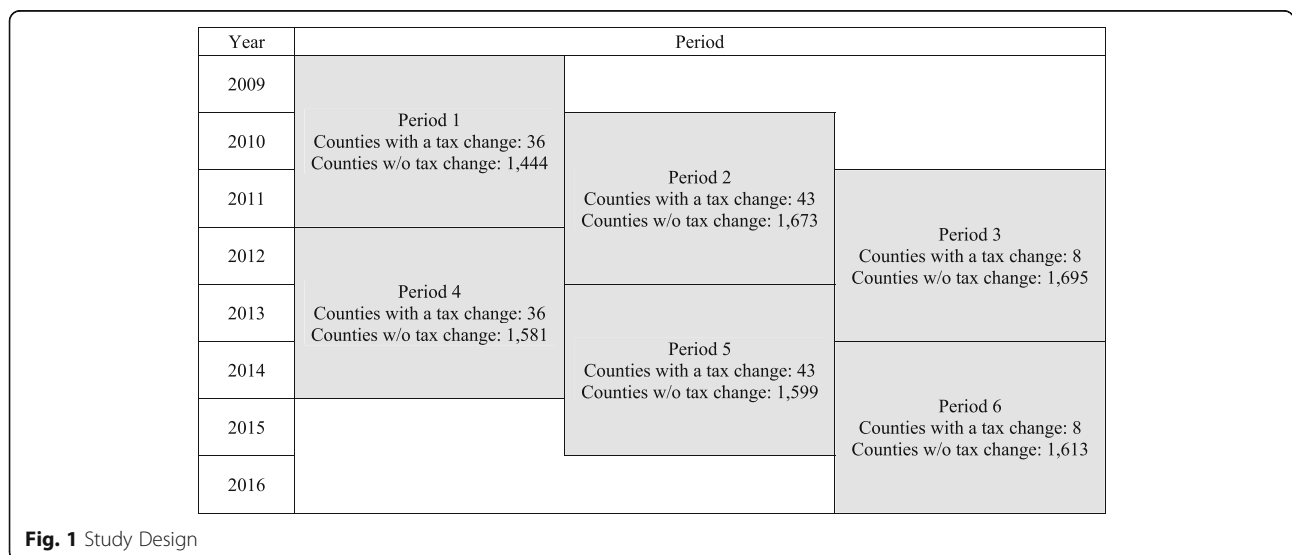 Year
Period
2009
2010
2011
2012
2013
2014
2015
2016
Period 1
Counties with a tax change: 36
Counties w/o tax change: 1,444
Period 2
Counties with a tax change: 43
Counties w/o tax change: 1,673
Period 3
Counties with a tax change: 8
Counties w/o tax change: 1,695
Period 4
Counties with a tax change: 36
Counties w/o tax change: 1,581
Period 5
Counties with a tax change: 43
Counties w/o tax change: 1,599
Period 6
Counties with a tax change: 8
Counties w/o tax change: 1,613
Fig. 1 Study Design